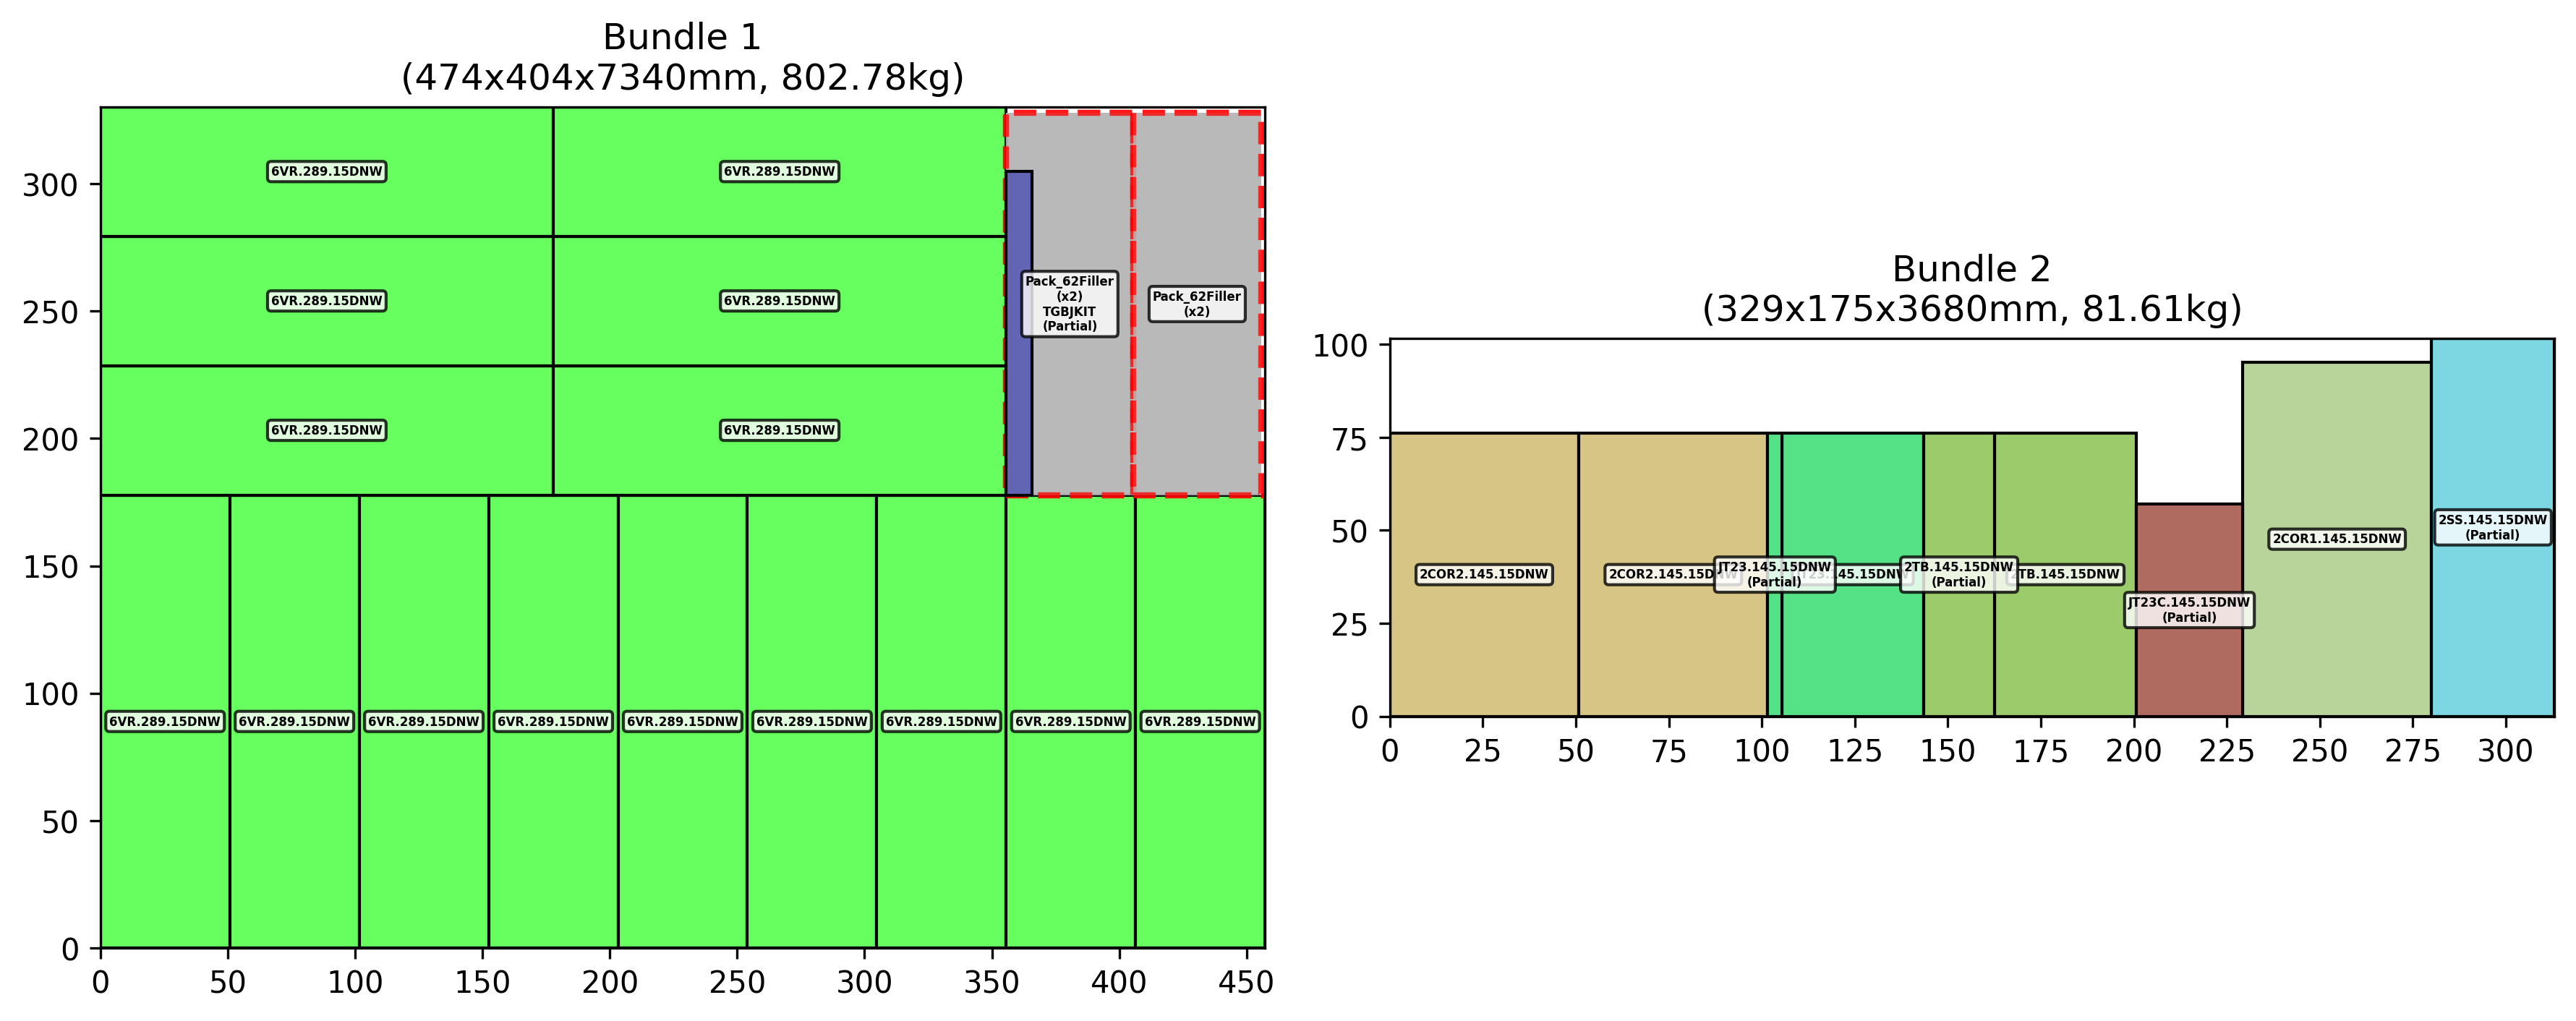 Bundle 1
(474x404x7340mm, 802.78kg)
300
250
200
150
100
50
0
6VR.289.15DNW
6VR.289.15DNW
6VR.289.15DNW
6VR.289.15DNW
6VR.289.15DNW
6VR.289.15DNW
Pack_62Filler
(x2)
TGBJKIT
(Partial)
Pack_62Filler
(x2)
6VR.289.15DNW
6VR.289.15DNW
6VR.289.15DNW
6VR.289.15DNW
6VR.289.15DNW
6VR.289.15DNW
6VR.289.15DNW
6VR.289.15DNW
6VR.289.15DNW
0 50 100 150 200 250 300 350 400 450
Bundle 2
(329x175x3680mm, 81.61kg)
100
75
50
25
0
2COR2.145.15DNW
2COR2.145.15DNW
JT23.145.15DNW
(Partial)
2TB.145.15DNW
(Partial)
2TB.145.15DNW
JT23C.145.15DNW
(Partial)
2COR1.145.15DNW
2SS.145.15DNW
(Partial)
0 25 50 75 100 125 150 175 200 225 250 275 300